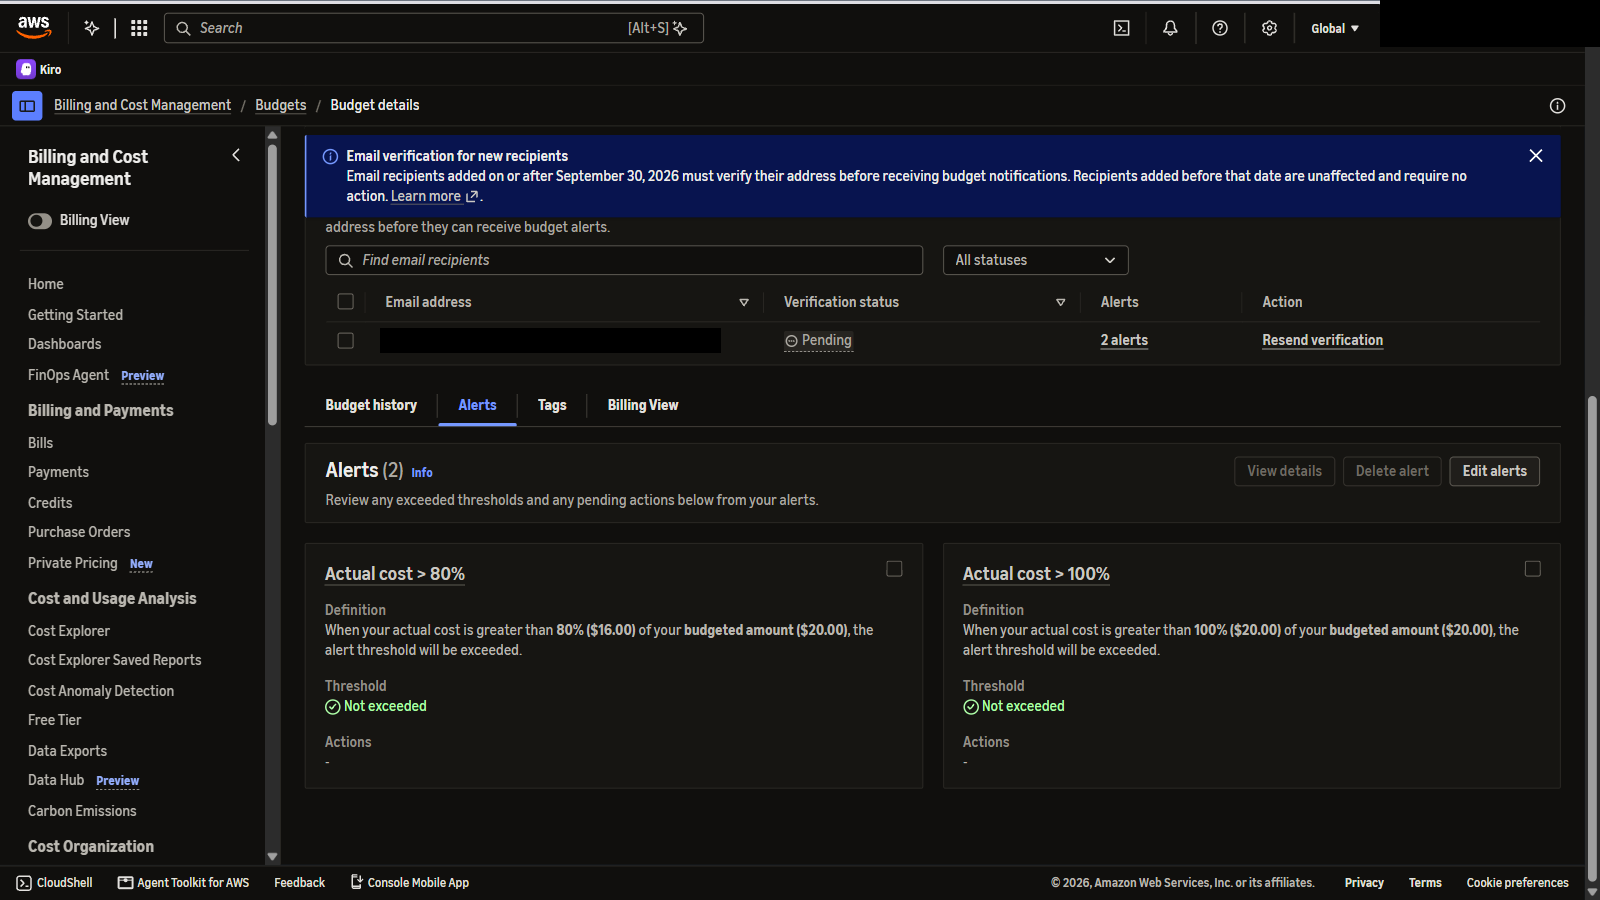 aws
Search
[Alt+S]
Global
Kiro
Billing and Cost Management / Budgets / Budget details
Billing and Cost
Management
Billing View
Home
Getting Started
Dashboards
FinOps Agent Preview
Billing and Payments
Bills
Payments
Credits
Purchase Orders
Private Pricing New
Cost and Usage Analysis
Cost Explorer
Cost Explorer Saved Reports
Cost Anomaly Detection
Free Tier
Data Exports
Data Hub Preview
Carbon Emissions
Cost Organization
Email verification for new recipients
Email recipients added on or after September 30, 2026 must verify their address before receiving budget notifications. Recipients added before that date are unaffected and require no
action. Learn more.
address before they can receive budget alerts.
Find email recipients
All statuses
Email address Verification status Alerts Action
Pending 2 alerts Resend verification
Budget history Alerts Tags Billing View
Alerts (2) Info
View details Delete alert Edit alerts
Review any exceeded thresholds and any pending actions below from your alerts.
Actual cost > 80%
Definition
When your actual cost is greater than 80% ($16.00) of your budgeted amount ($20.00), the
alert threshold will be exceeded.
Threshold
Not exceeded
Actions
-
Actual cost > 100%
Definition
When your actual cost is greater than 100% ($20.00) of your budgeted amount ($20.00), the
alert threshold will be exceeded.
Threshold
Not exceeded
Actions
-
CloudShell Agent Toolkit for AWS Feedback Console Mobile App
© 2026, Amazon Web Services, Inc. or its affiliates. Privacy Terms Cookie preferences